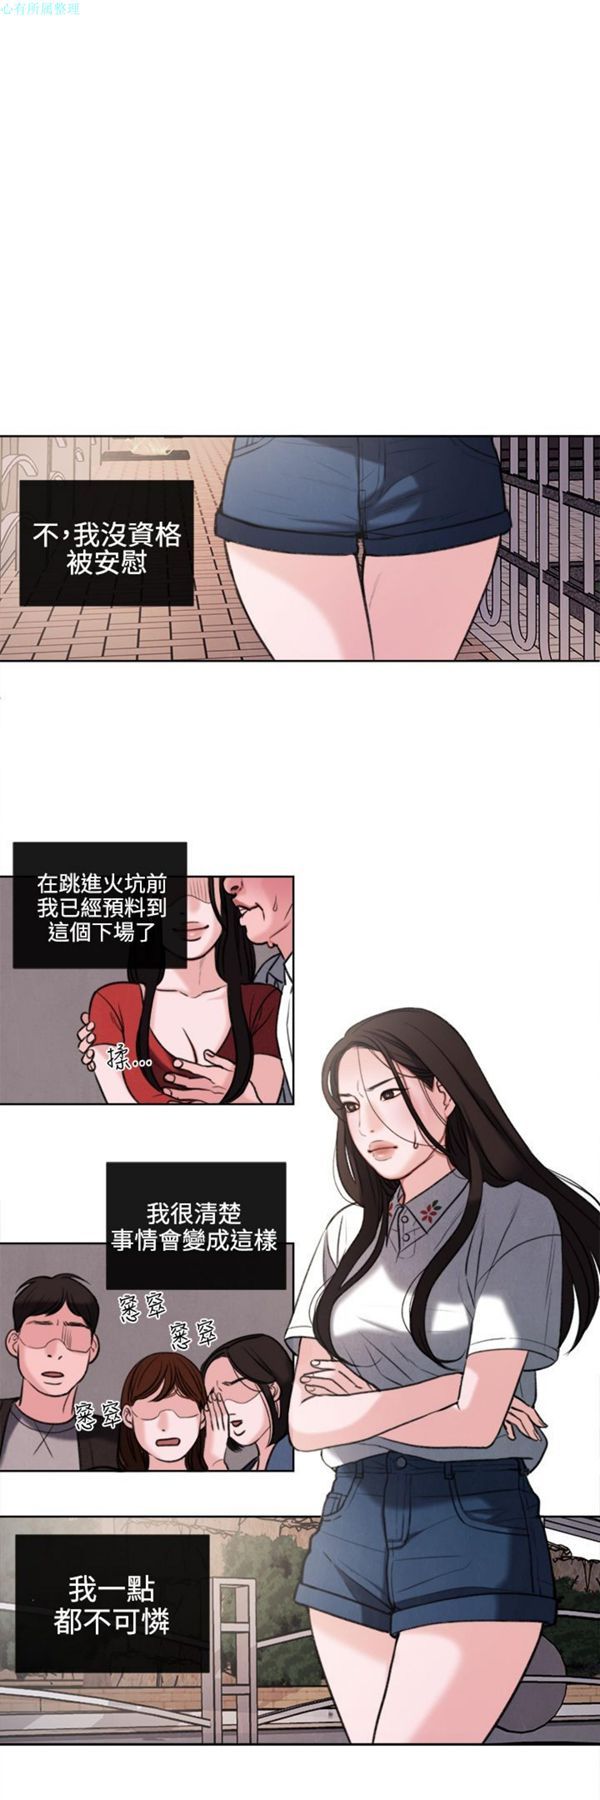 心有所属整理
不，我沒資格
被安慰
在跳進火坑前
我已經預料到
這個下場了
揉…
我很清楚
事情會變成這樣
窸窣
窸窣
窸窣
我一點
都不可憐